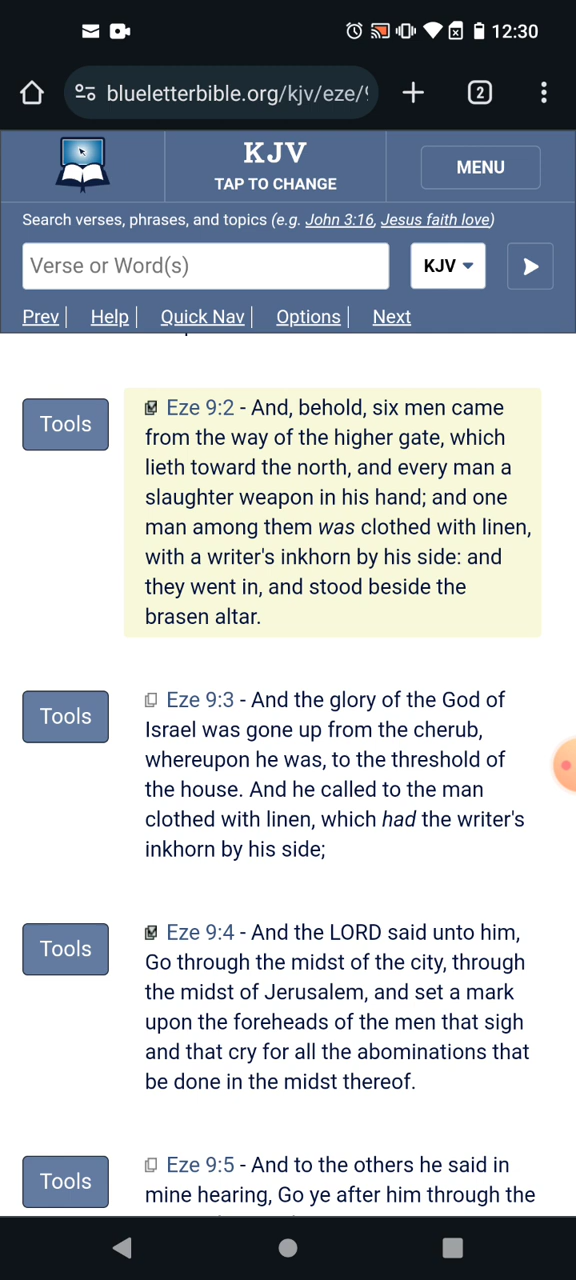 12:30
blueletterbible.org/kjv/eze/
2
KJV
TAP TO CHANGE
MENU
Search verses, phrases, and topics (e.g. John 3:16, Jesus faith love)
Verse or Word(s)
KJV
Prev | Help | Quick Nav | Options | Next
Tools
Eze 9:2 - And, behold, six men came
from the way of the higher gate, which
lieth toward the north, and every man a
slaughter weapon in his hand; and one
man among them was clothed with linen,
with a writer's inkhorn by his side: and
they went in, and stood beside the
brasen altar.
Tools
Eze 9:3 - And the glory of the God of
Israel was gone up from the cherub,
whereupon he was, to the threshold of
the house. And he called to the man
clothed with linen, which had the writer's
inkhorn by his side;
Tools
Eze 9:4 - And the LORD said unto him,
Go through the midst of the city, through
the midst of Jerusalem, and set a mark
upon the foreheads of the men that sigh
and that cry for all the abominations that
be done in the midst thereof.
Tools
Eze 9:5 - And to the others he said in
mine hearing, Go ye after him through the